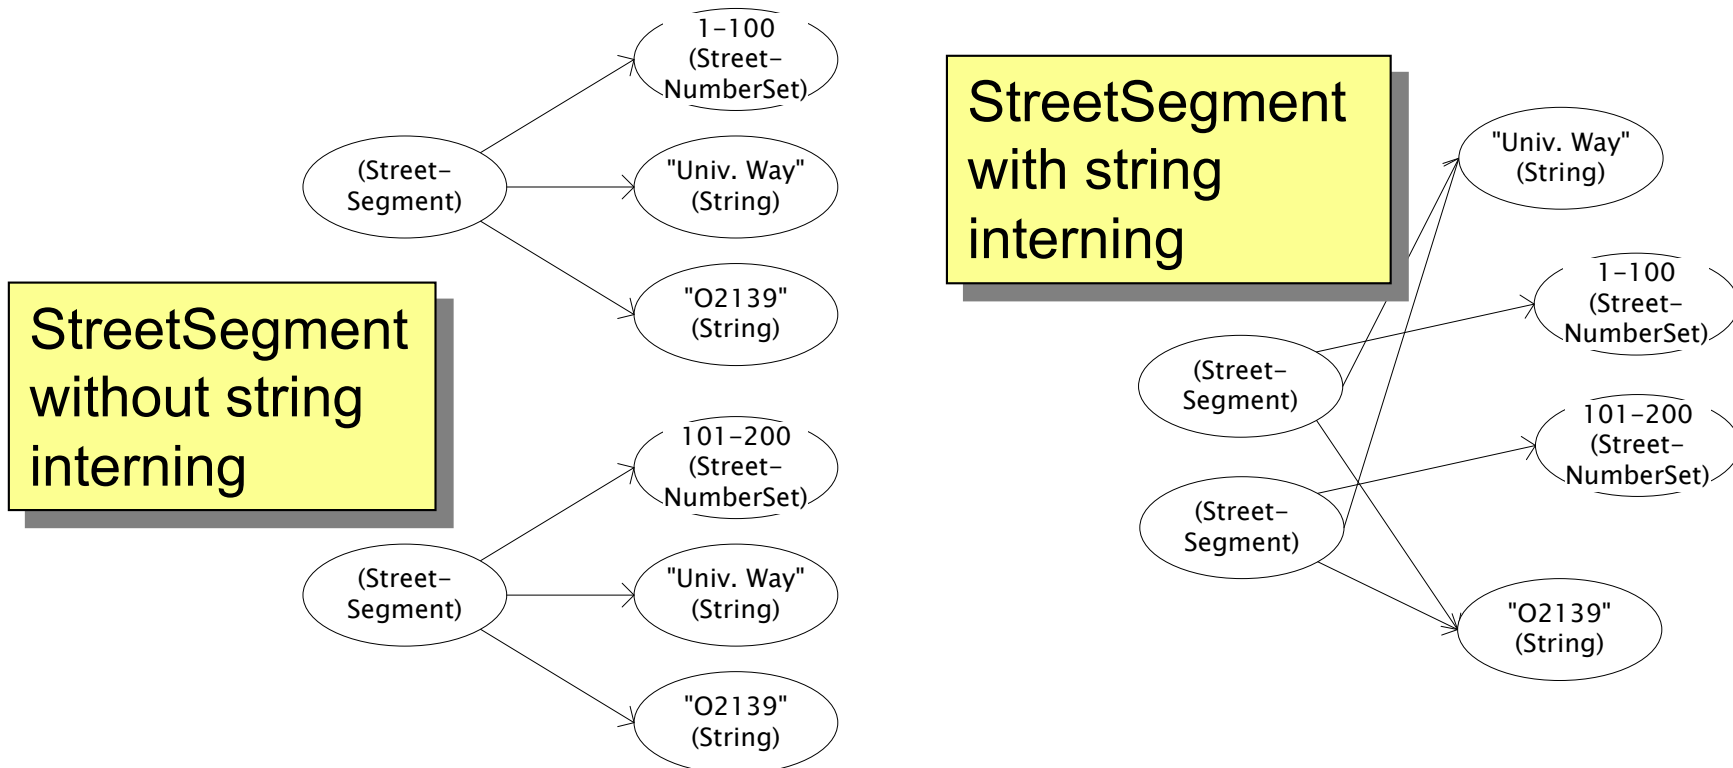 1–100
(Street–
NumberSet)
(Street–
Segment)
"Univ. Way"
(String)
"O2139"
(String)
StreetSegment
without string
interning
101–200
(Street–
NumberSet)
(Street–
Segment)
"Univ. Way"
(String)
"O2139"
(String)
StreetSegment
with string
interning
"Univ. Way"
(String)
1–100
(Street–
NumberSet)
(Street–
Segment)
101–200
(Street–
NumberSet)
(Street–
Segment)
"O2139"
(String)